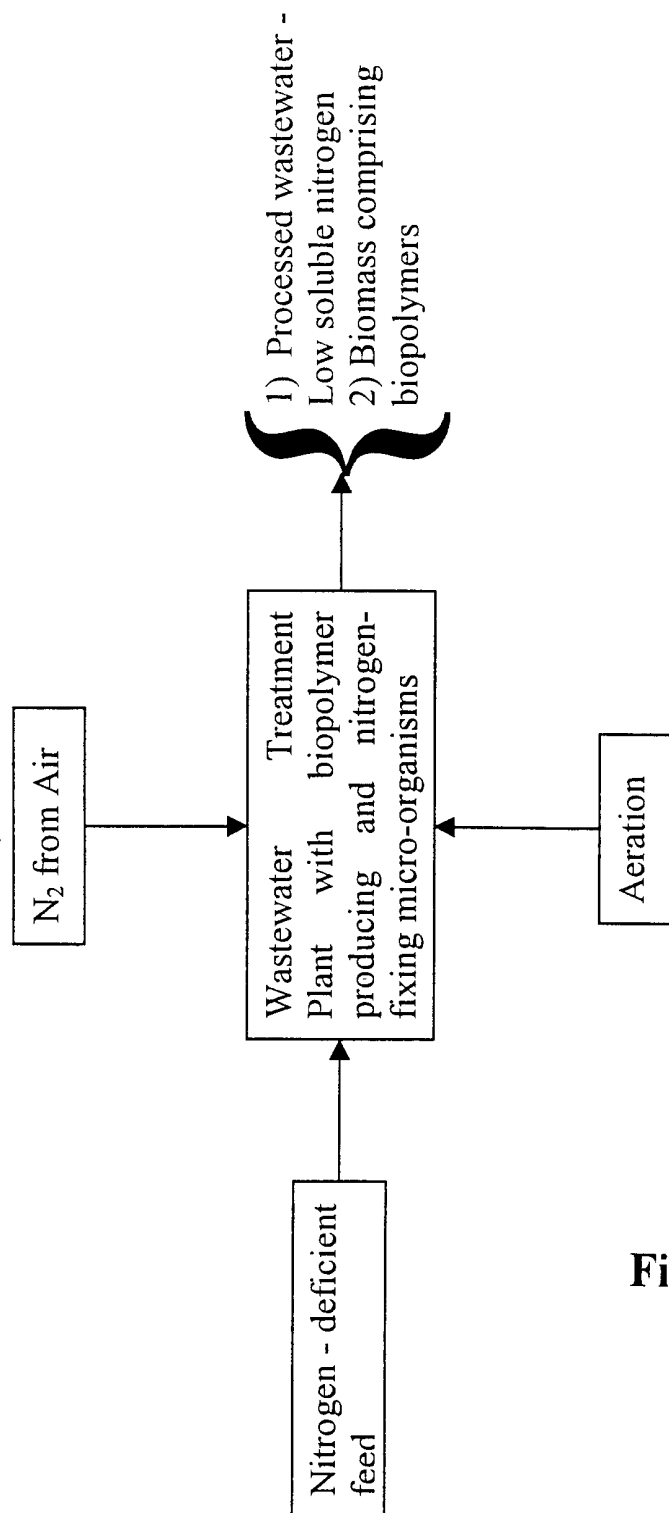 N₂ from Air
Nitrogen - deficient
feed
Wastewater Treatment
Plant with biopolymer
producing and nitrogen-
fixing micro-organisms
1) Processed wastewater -
Low soluble nitrogen
2) Biomass comprising
biopolymers
Aeration
Fi